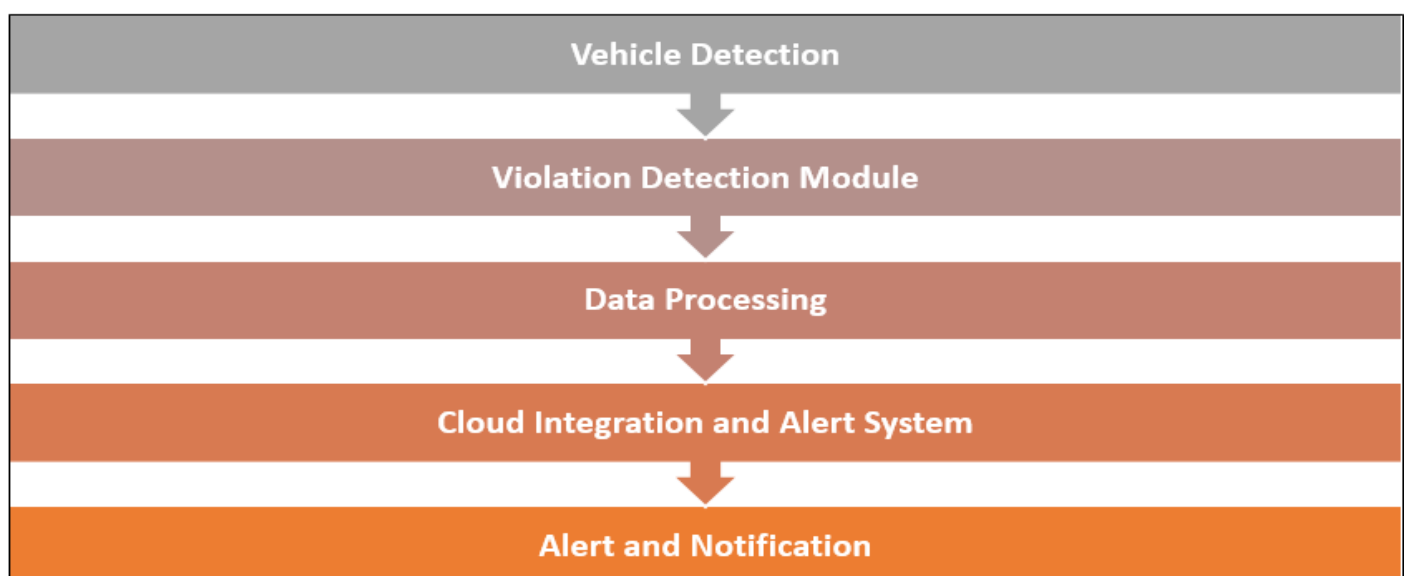 Vehicle Detection
Violation Detection Module
Data Processing
Cloud Integration and Alert System
Alert and Notification